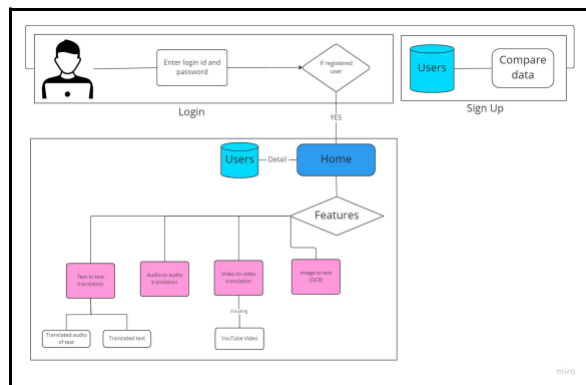 Enter login id and
password
If registered
user
Login
Users
Compare
data
Sign Up
YES
Users
Detail
Home
Features
Text to text
translation
Audio to audio
translation
Video to video
translation
Image to text
(OCR)
including
Translated audio
of text
Translated text
YouTube Video
miro